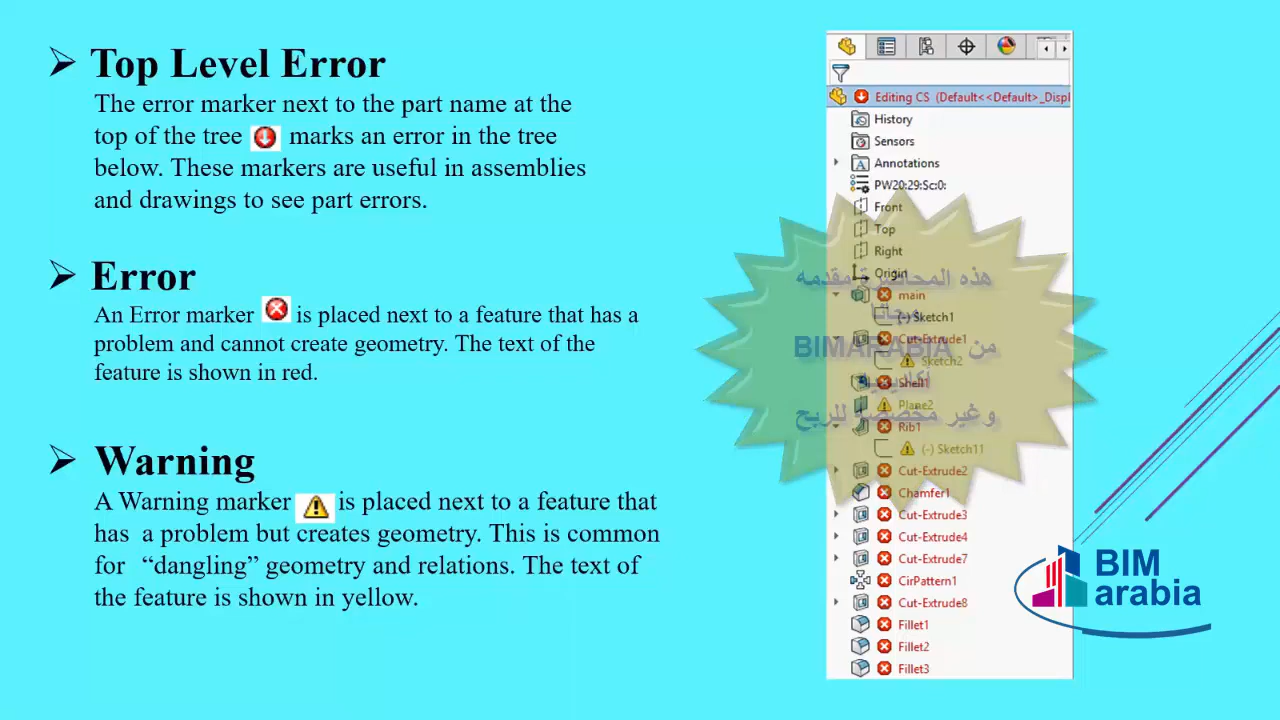 Top Level Error
The error marker next to the part name at the
top of the tree marks an error in the tree
below. These markers are useful in assemblies
and drawings to see part errors.
Error
An Error marker is placed next to a feature that has a
problem and cannot create geometry. The text of the
feature is shown in red.
Warning
A Warning marker is placed next to a feature that
has a problem but creates geometry. This is common
for “dangling” geometry and relations. The text of
the feature is shown in yellow.
Editing CS (Default<<Default>_Displ
History
Sensors
Annotations
PW20:29:Sc:0:
Front
Top
Right
Origin
main
(-) Sketch1
Cut-Extrude1
Sketch2
Shell1
Plane2
Rib1
(-) Sketch11
Cut-Extrude2
Chamfer1
Cut-Extrude3
Cut-Extrude4
Cut-Extrude7
CirPattern1
Cut-Extrude8
Fillet1
Fillet2
Fillet3
هذه المحاضرة مقدمه
من BIMARABIA
وغير مخصصه للربح
BIM
arabia